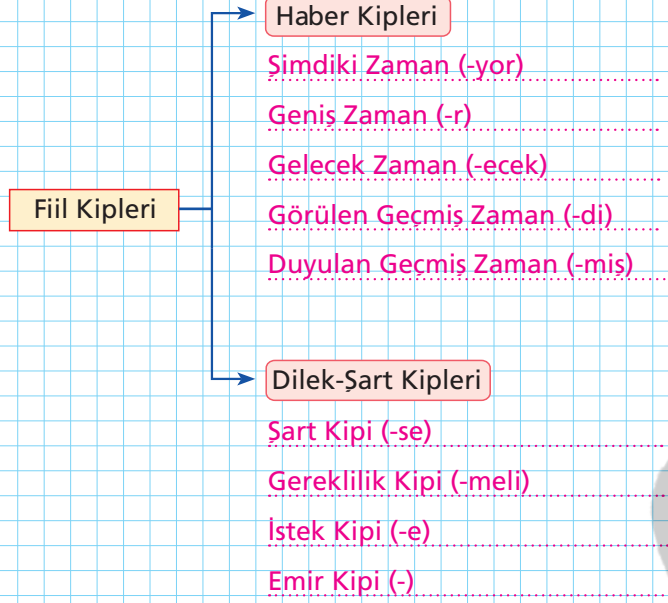 Haber Kipleri
Şimdiki Zaman (-yor)
Geniş Zaman (-r)
Gelecek Zaman (-ecek)
Fiil Kipleri
Görülen Geçmiş Zaman (-di)
Duyulan Geçmiş Zaman (-miş)
Dilek-Şart Kipleri
Şart Kipi (-se)
Gereklilik Kipi (-meli)
İstek Kipi (-e)
Emir Kipi (-)